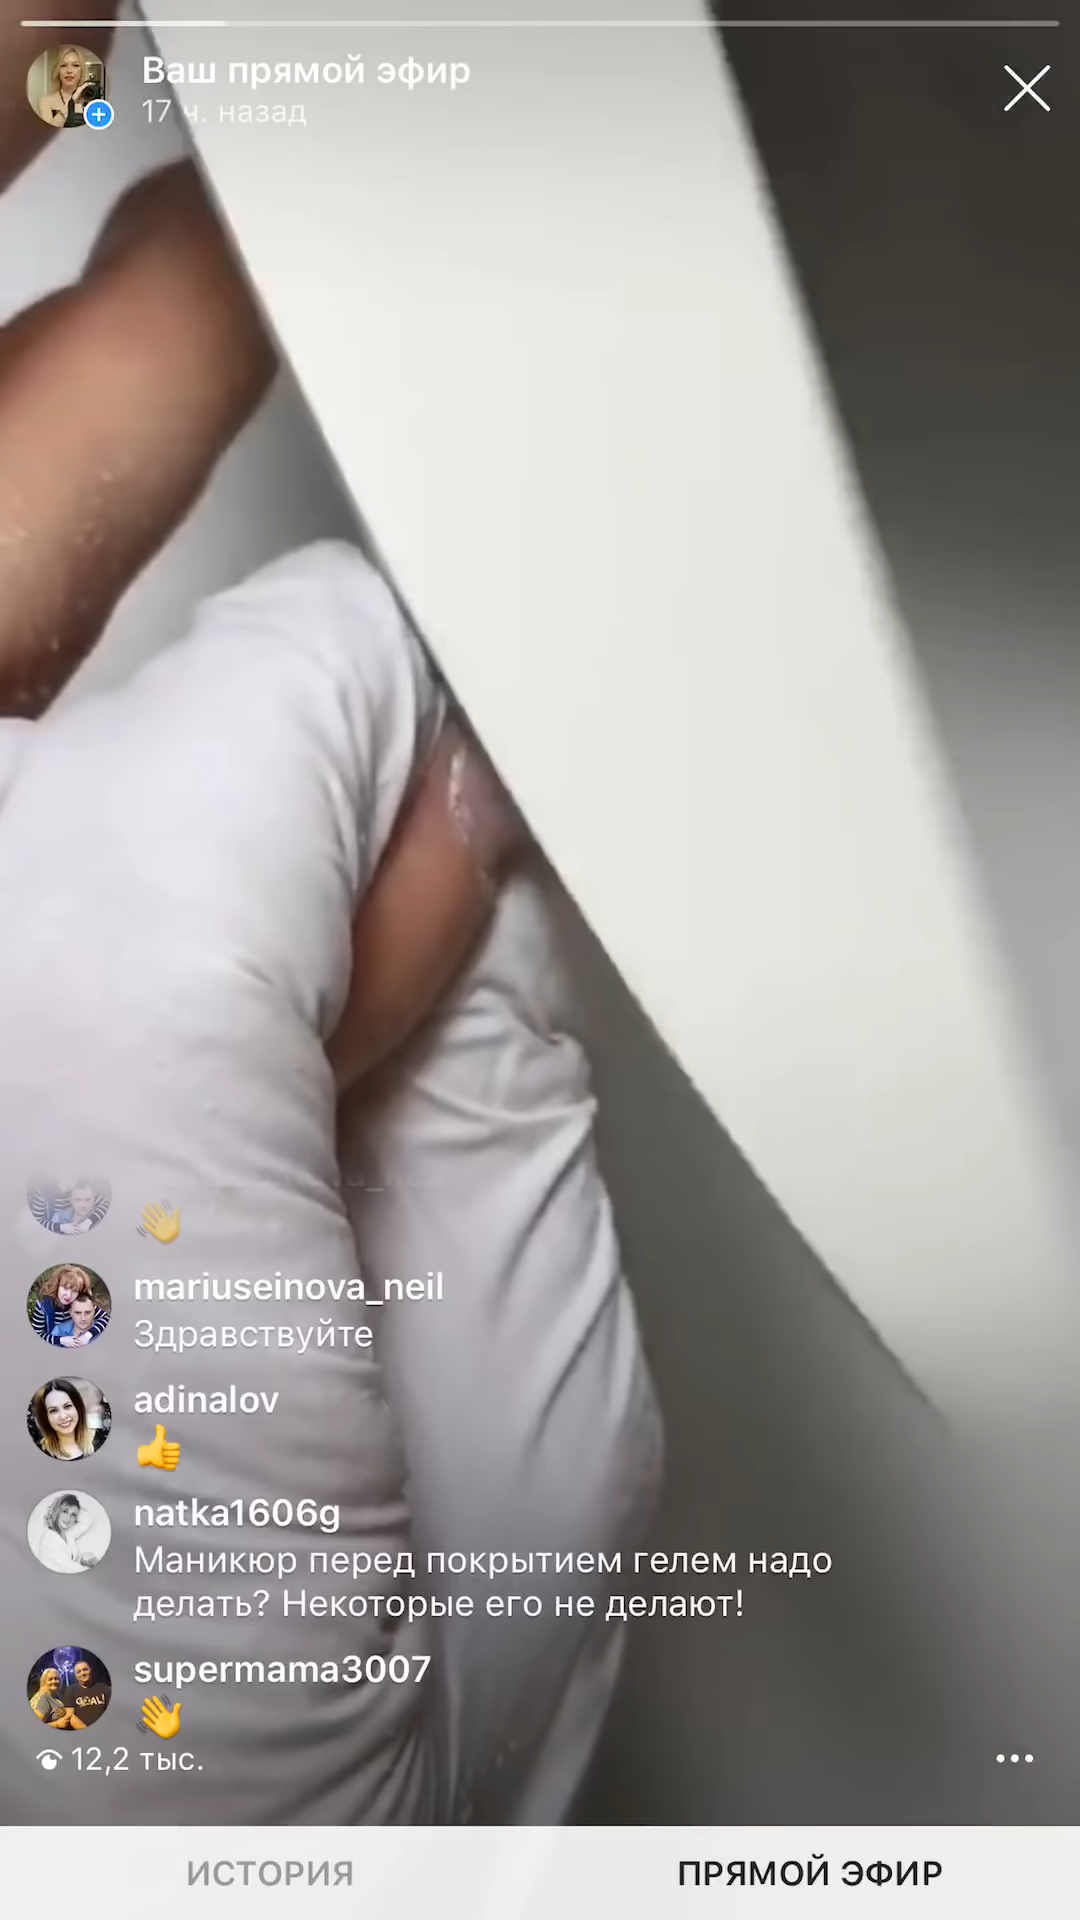 Ваш прямой эфир
17 ч. назад
👋
mariuseinova_neil
Здравствуйте
adinalov
👍
natka1606g
Маникюр перед покрытием гелем надо
делать? Некоторые его не делают!
supermama3007
👋
12,2 тыс.
ИСТОРИЯ
ПРЯМОЙ ЭФИР